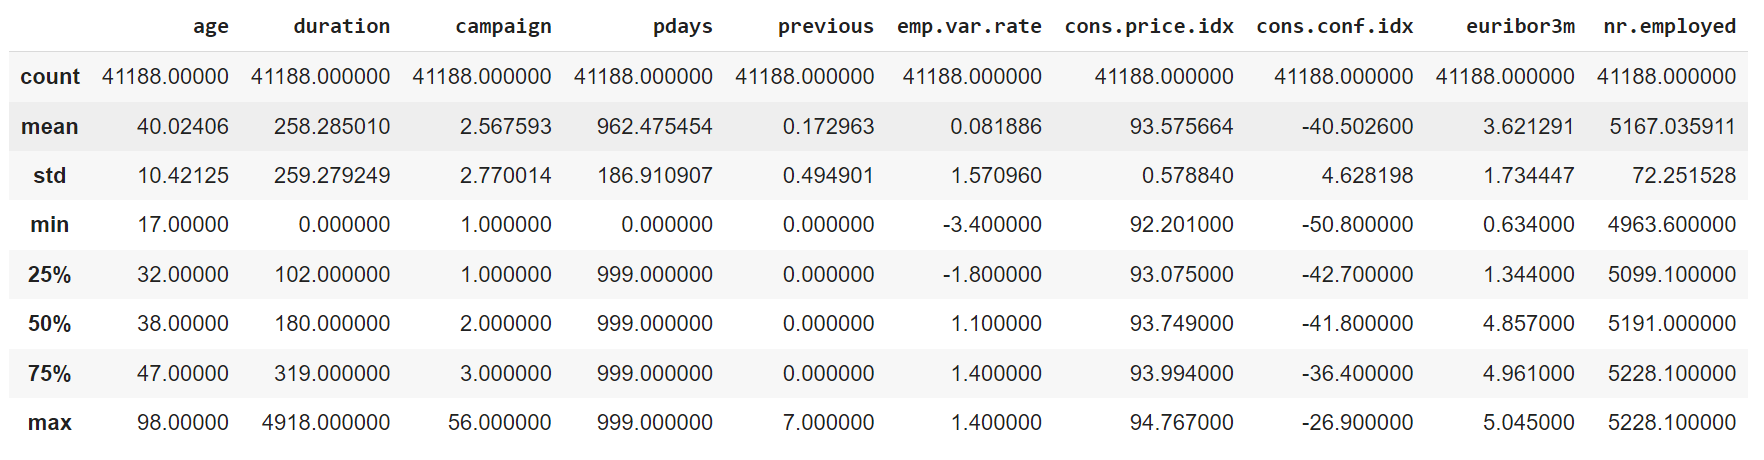 age duration campaign pdays previous emp.var.rate cons.price.idx cons.conf.idx euribor3m nr.employed
count 41188.00000 41188.000000 41188.000000 41188.000000 41188.000000 41188.000000 41188.000000 41188.000000 41188.000000 41188.000000
mean 40.02406 258.285010 2.567593 962.475454 0.172963 0.081886 93.575664 -40.502600 3.621291 5167.035911
std 10.42125 259.279249 2.770014 186.910907 0.494901 1.570960 0.578840 4.628198 1.734447 72.251528
min 17.00000 0.000000 1.000000 0.000000 0.000000 -3.400000 92.201000 -50.800000 0.634000 4963.600000
25% 32.00000 102.000000 1.000000 999.000000 0.000000 -1.800000 93.075000 -42.700000 1.344000 5099.100000
50% 38.00000 180.000000 2.000000 999.000000 0.000000 1.100000 93.749000 -41.800000 4.857000 5191.000000
75% 47.00000 319.000000 3.000000 999.000000 0.000000 1.400000 93.994000 -36.400000 4.961000 5228.100000
max 98.00000 4918.000000 56.000000 999.000000 7.000000 1.400000 94.767000 -26.900000 5.045000 5228.100000